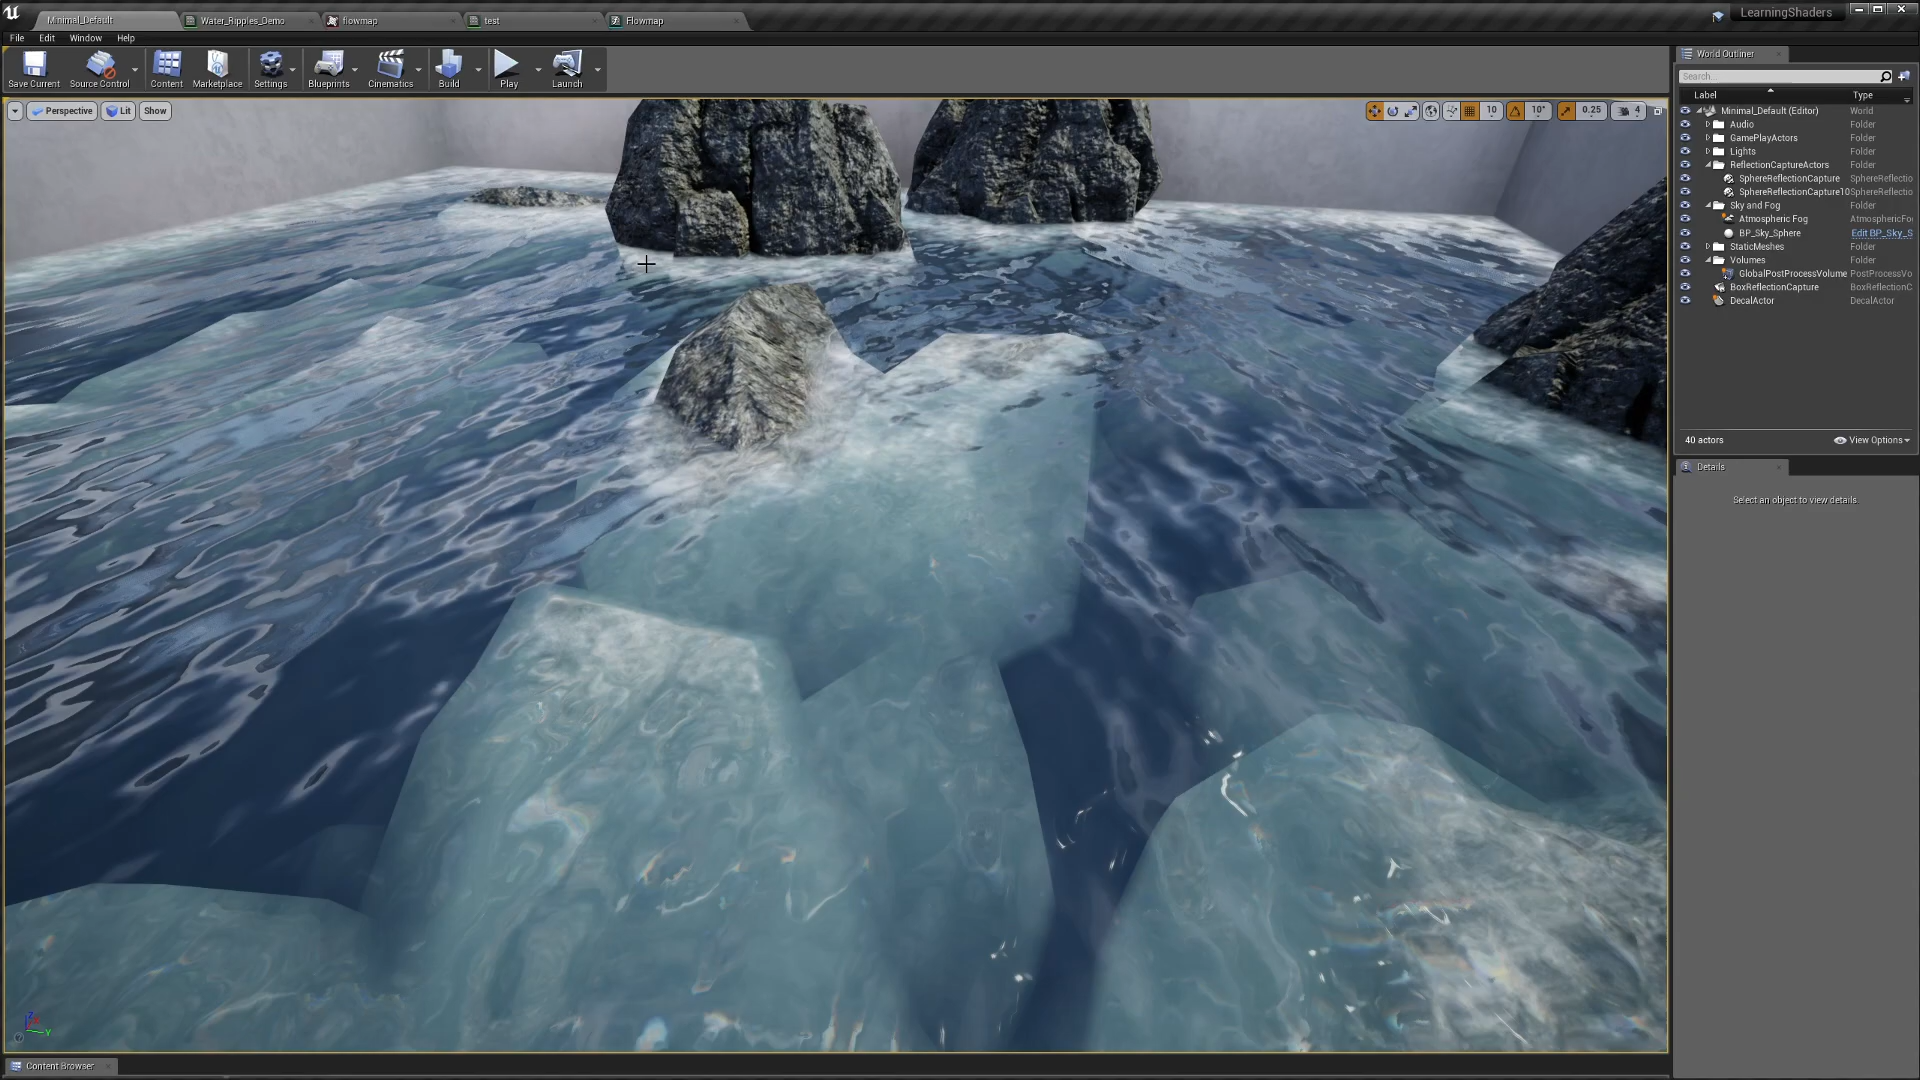 Minimal_Default Water_Ripples_Demo flowmap test Flowmap LearningShaders
File Edit Window Help
Save Current Source Control Content Marketplace Settings Blueprints Cinematics Build Play Launch
Perspective Lit Show 10 10° 0.25 4
World Outliner
Search...
Label Type
Minimal_Default (Editor) World
Audio Folder
GamePlayActors Folder
Lights Folder
ReflectionCaptureActors Folder
SphereReflectionCapture SphereReflectio
SphereReflectionCapture10 SphereReflectio
Sky and Fog Folder
Atmospheric Fog AtmosphericFo
BP_Sky_Sphere Edit BP_Sky_S
StaticMeshes Folder
Volumes Folder
GlobalPostProcessVolume PostProcessVo
BoxReflectionCapture BoxReflectionC
DecalActor DecalActor
40 actors View Options
Details
Select an object to view details.
Z
Y
Content Browser